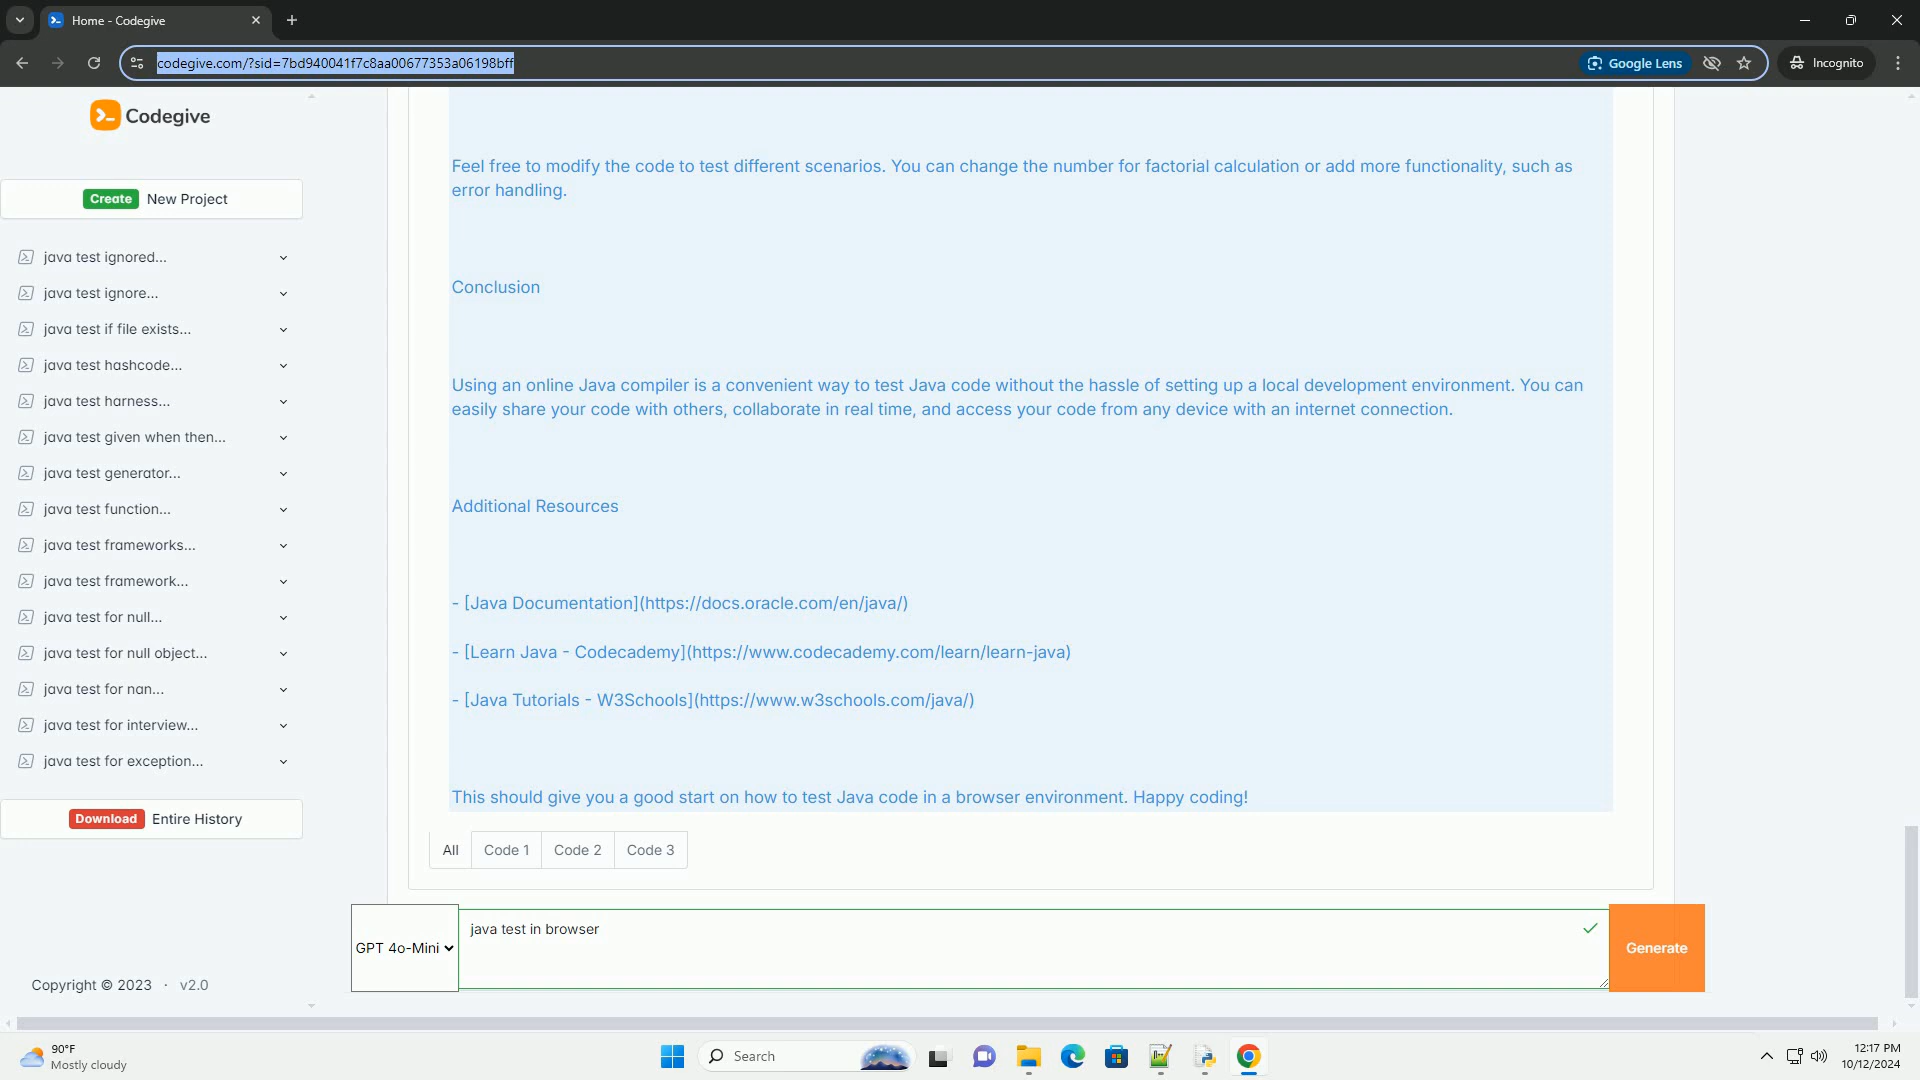 Home - Codegive
codegive.com/?sid=7bd940041f7c8aa00677353a06198bff
Google Lens
Incognito
Codegive
Create New Project
java test ignored...
java test ignore...
java test if file exists...
java test hashcode...
java test harness...
java test given when then...
java test generator...
java test function...
java test frameworks...
java test framework...
java test for null...
java test for null object...
java test for nan...
java test for interview...
java test for exception...
Download Entire History
Copyright © 2023 · v2.0
Feel free to modify the code to test different scenarios. You can change the number for factorial calculation or add more functionality, such as
error handling.
Conclusion
Using an online Java compiler is a convenient way to test Java code without the hassle of setting up a local development environment. You can
easily share your code with others, collaborate in real time, and access your code from any device with an internet connection.
Additional Resources
- [Java Documentation](https://docs.oracle.com/en/java/)
- [Learn Java - Codecademy](https://www.codecademy.com/learn/learn-java)
- [Java Tutorials - W3Schools](https://www.w3schools.com/java/)
This should give you a good start on how to test Java code in a browser environment. Happy coding!
All
Code 1
Code 2
Code 3
GPT 4o-Mini
java test in browser
Generate
90°F
Mostly cloudy
Search
12:17 PM
10/12/2024